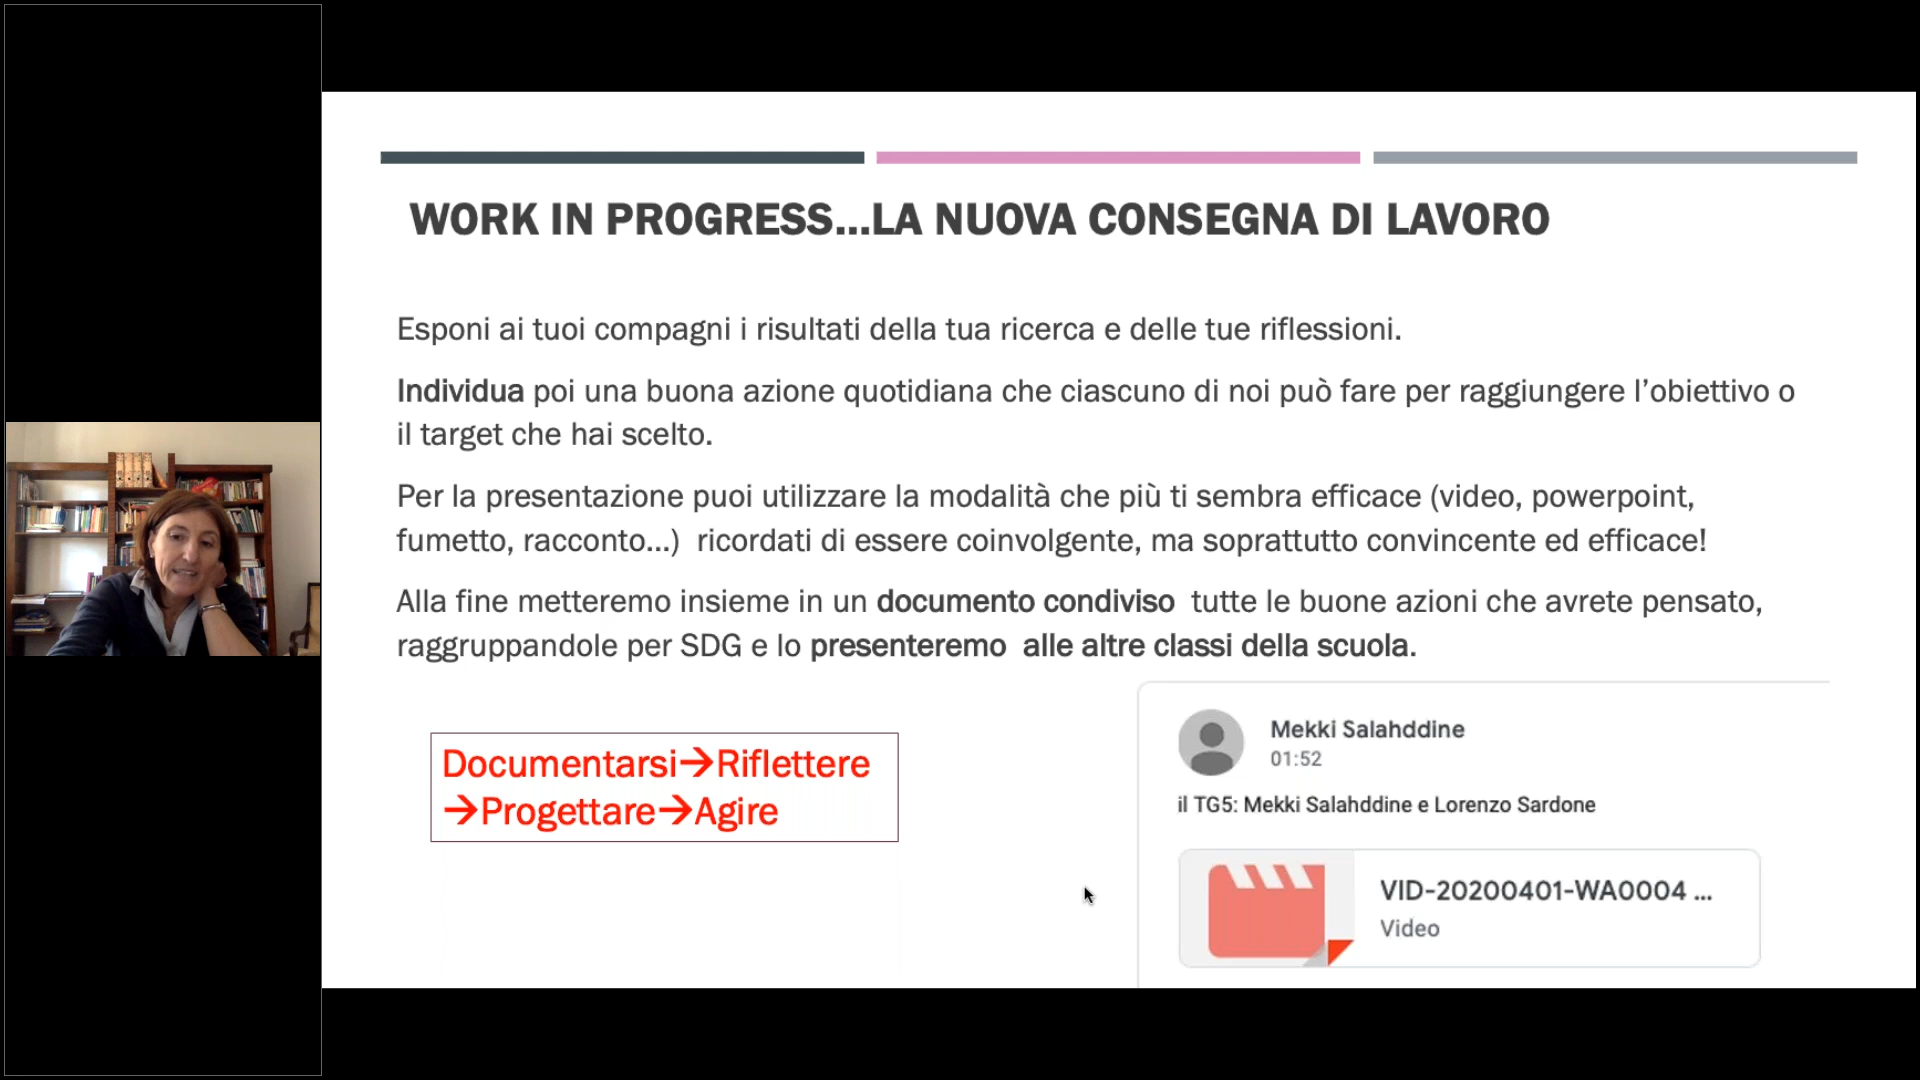 WORK IN PROGRESS...LA NUOVA CONSEGNA DI LAVORO
Esponi ai tuoi compagni i risultati della tua ricerca e delle tue riflessioni.
Individua poi una buona azione quotidiana che ciascuno di noi può fare per raggiungere l’obiettivo o
il target che hai scelto.
Per la presentazione puoi utilizzare la modalità che più ti sembra efficace (video, powerpoint,
fumetto, racconto...)  ricordati di essere coinvolgente, ma soprattutto convincente ed efficace!
Alla fine metteremo insieme in un documento condiviso  tutte le buone azioni che avrete pensato,
raggruppandole per SDG e lo presenteremo  alle altre classi della scuola.
Documentarsi→Riflettere
→Progettare→Agire
Mekki Salahddine
01:52
il TG5: Mekki Salahddine e Lorenzo Sardone
VID-20200401-WA0004 ...
Video